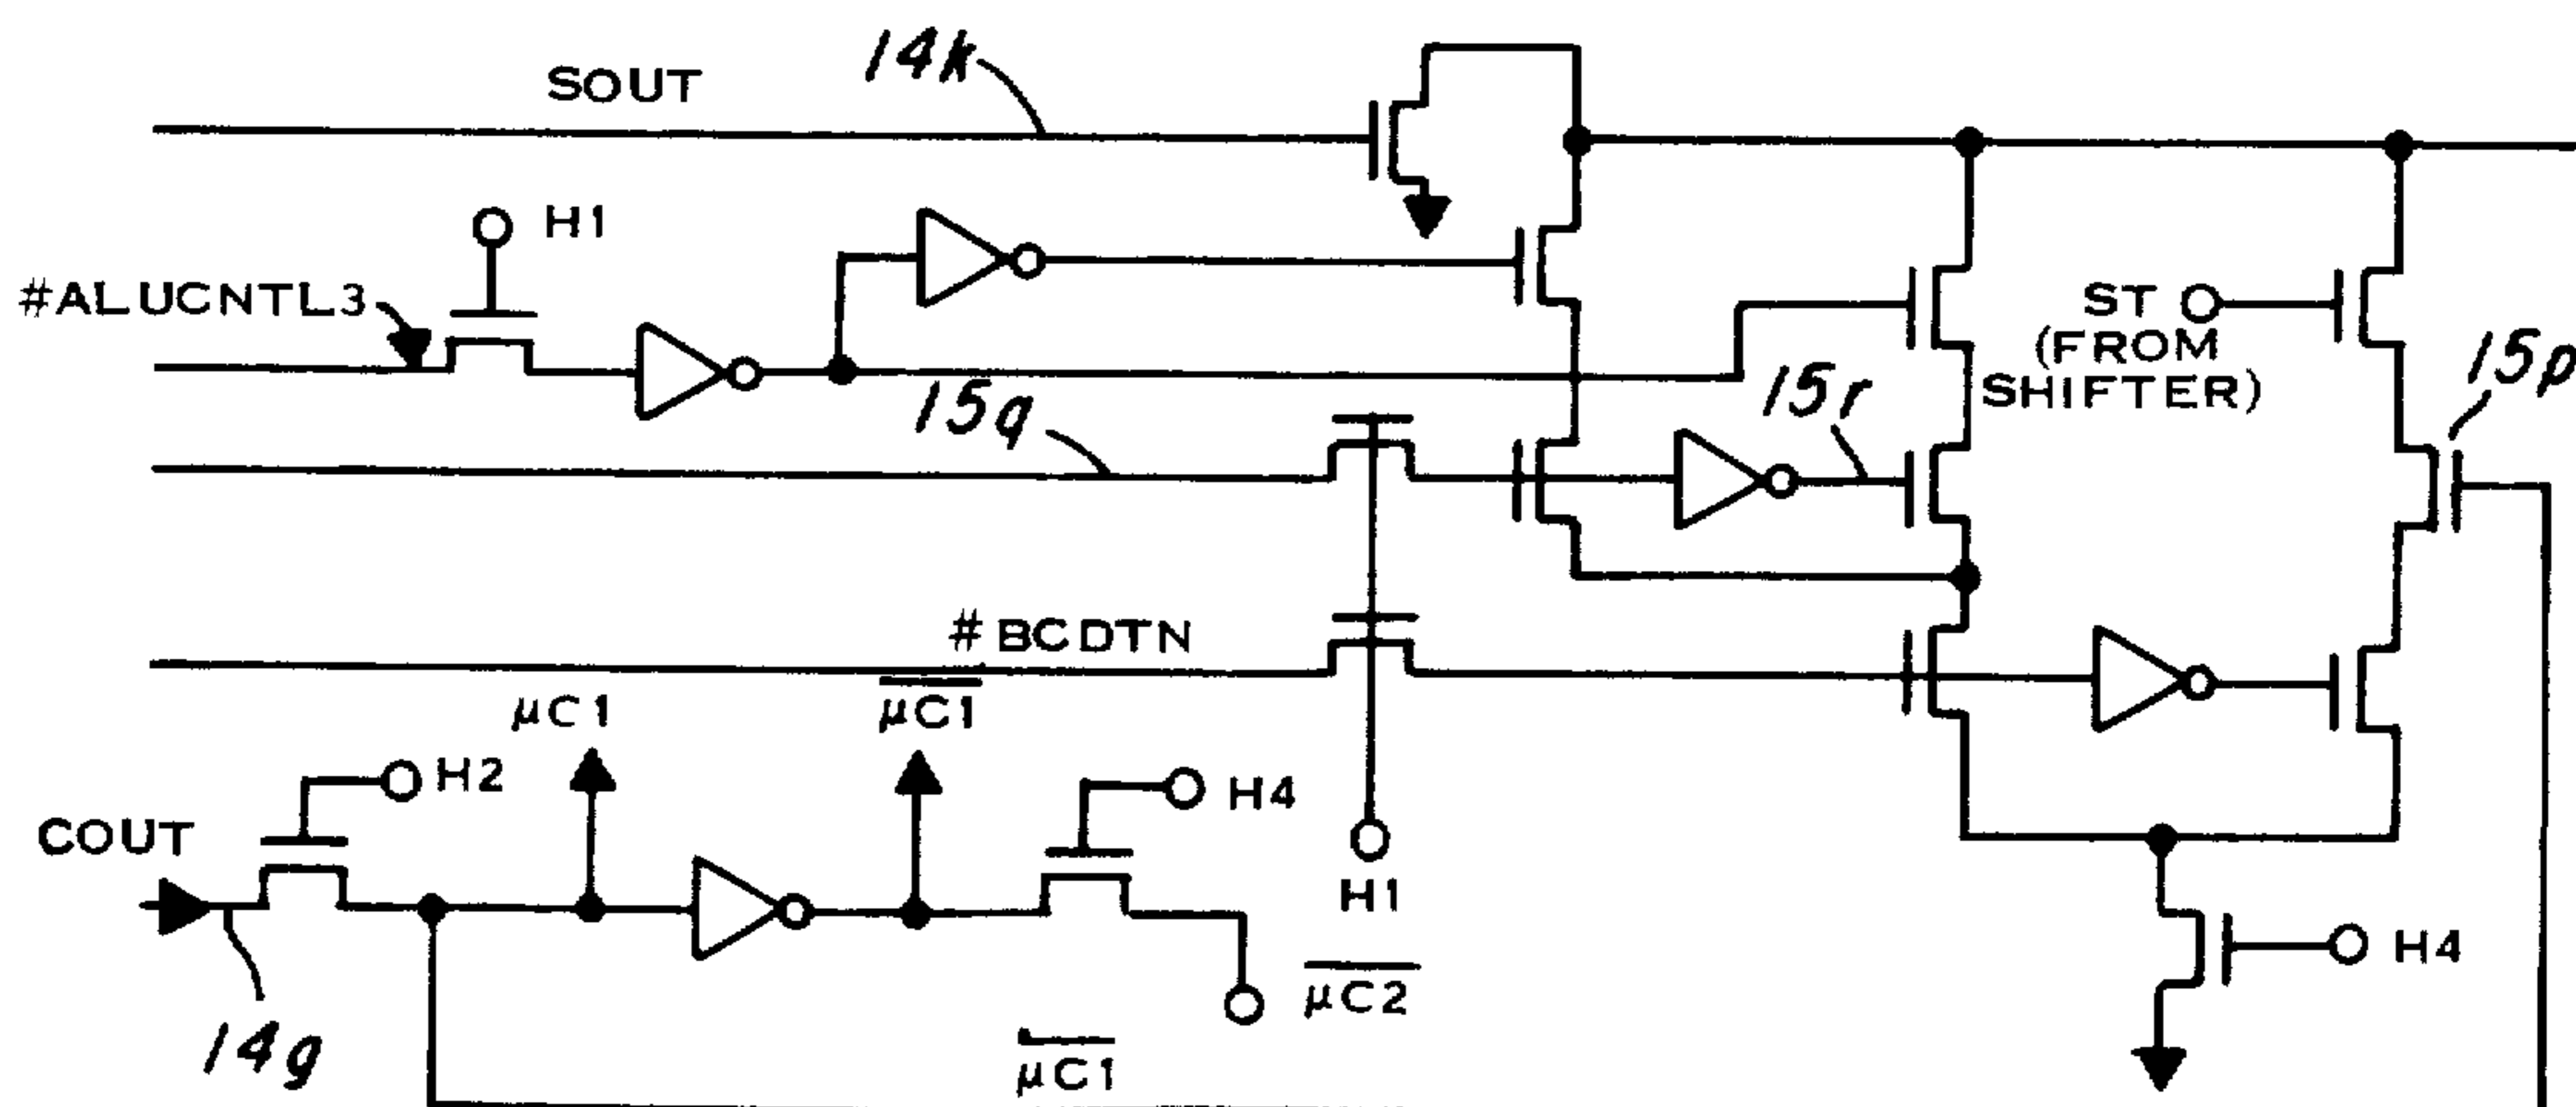 SOUT
14k
H1
#ALUCNTL3
ST
(FROM
SHIFTER)
15p
15q
15r
#BCDTN
μC1
μC1
H2
H4
COUT
H1
H4
μC2
14g
μC1